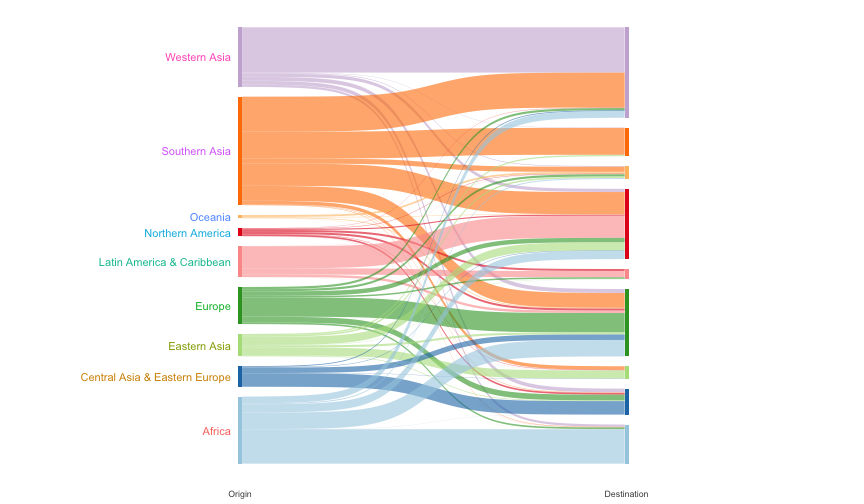 Western Asia
Southern Asia
Oceania
Northern America
Latin America & Caribbean
Europe
Eastern Asia
Central Asia & Eastern Europe
Africa
Origin
Destination